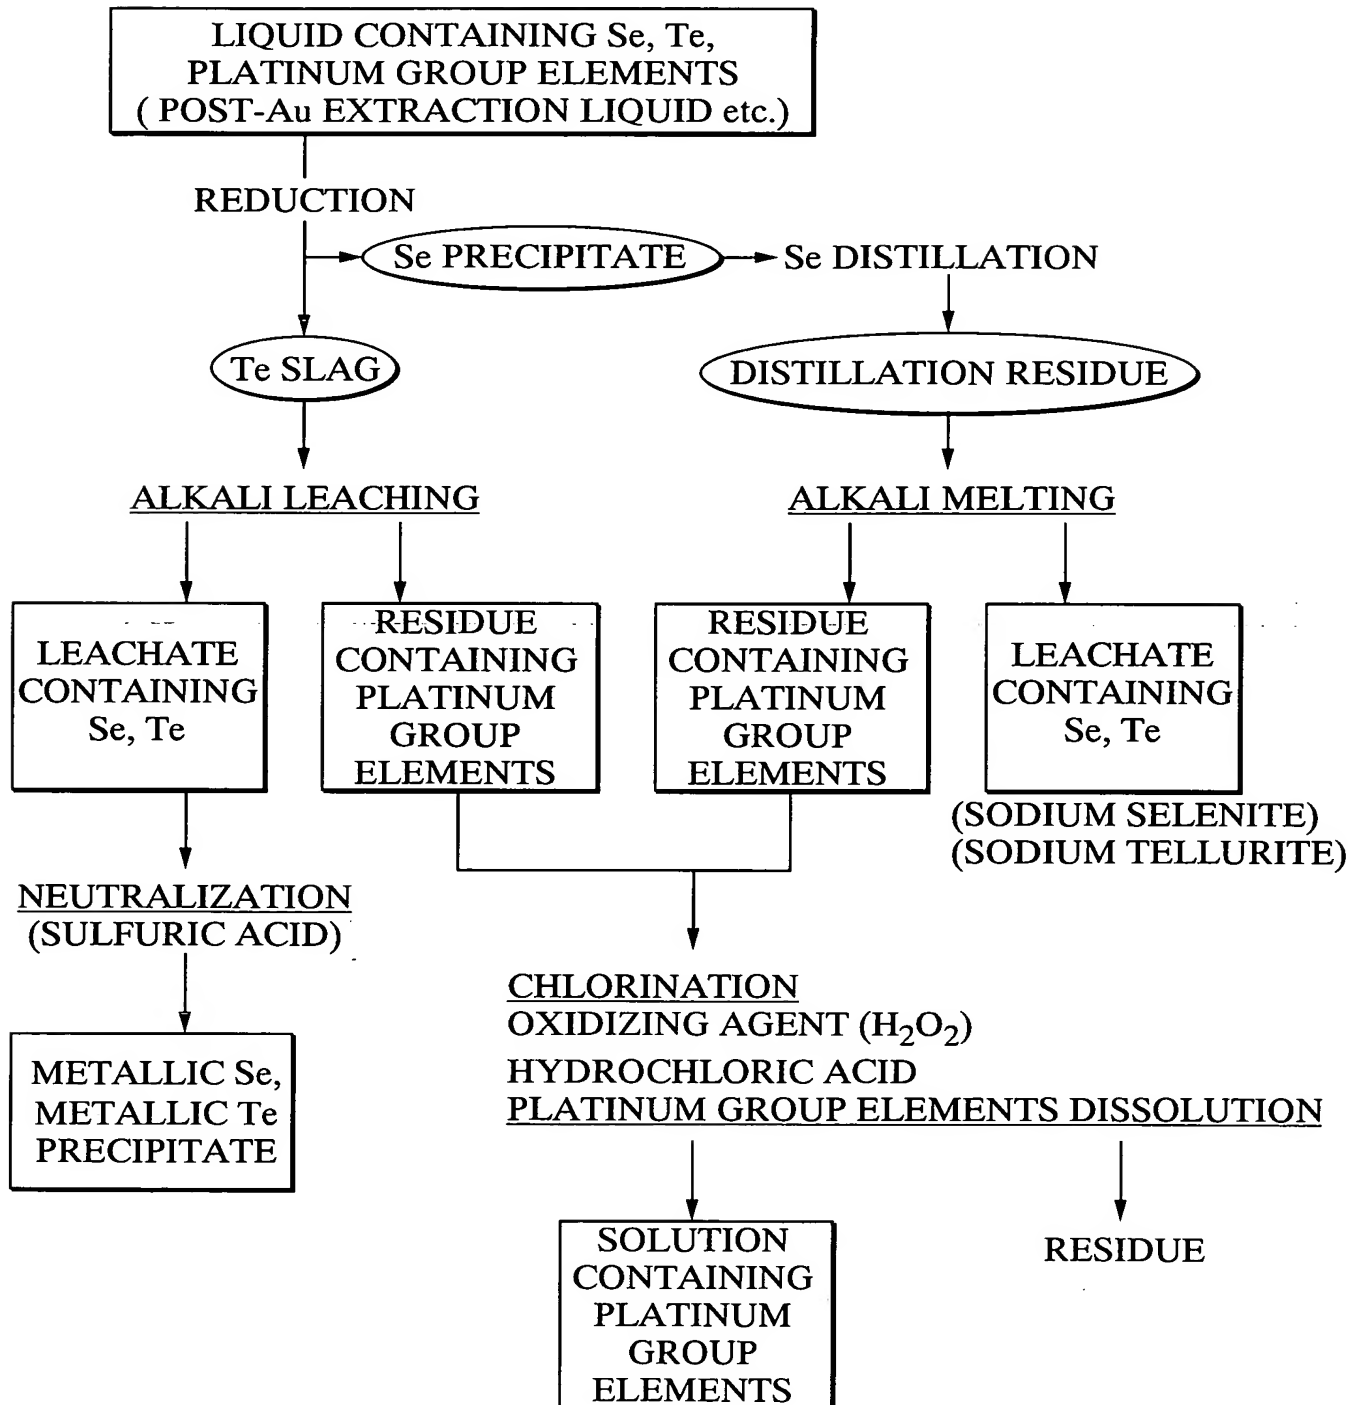 LIQUID CONTAINING Se, Te,
PLATINUM GROUP ELEMENTS
( POST-Au EXTRACTION LIQUID etc.)
REDUCTION
Se PRECIPITATE
Se DISTILLATION
Te SLAG
DISTILLATION RESIDUE
ALKALI LEACHING
ALKALI MELTING
LEACHATE
CONTAINING
Se, Te
RESIDUE
CONTAINING
PLATINUM
GROUP
ELEMENTS
RESIDUE
CONTAINING
PLATINUM
GROUP
ELEMENTS
LEACHATE
CONTAINING
Se, Te
(SODIUM SELENITE)
(SODIUM TELLURITE)
NEUTRALIZATION
(SULFURIC ACID)
METALLIC Se,
METALLIC Te
PRECIPITATE
CHLORINATION
OXIDIZING AGENT (H₂O₂)
HYDROCHLORIC ACID
PLATINUM GROUP ELEMENTS DISSOLUTION
SOLUTION
CONTAINING
PLATINUM
GROUP
ELEMENTS
RESIDUE